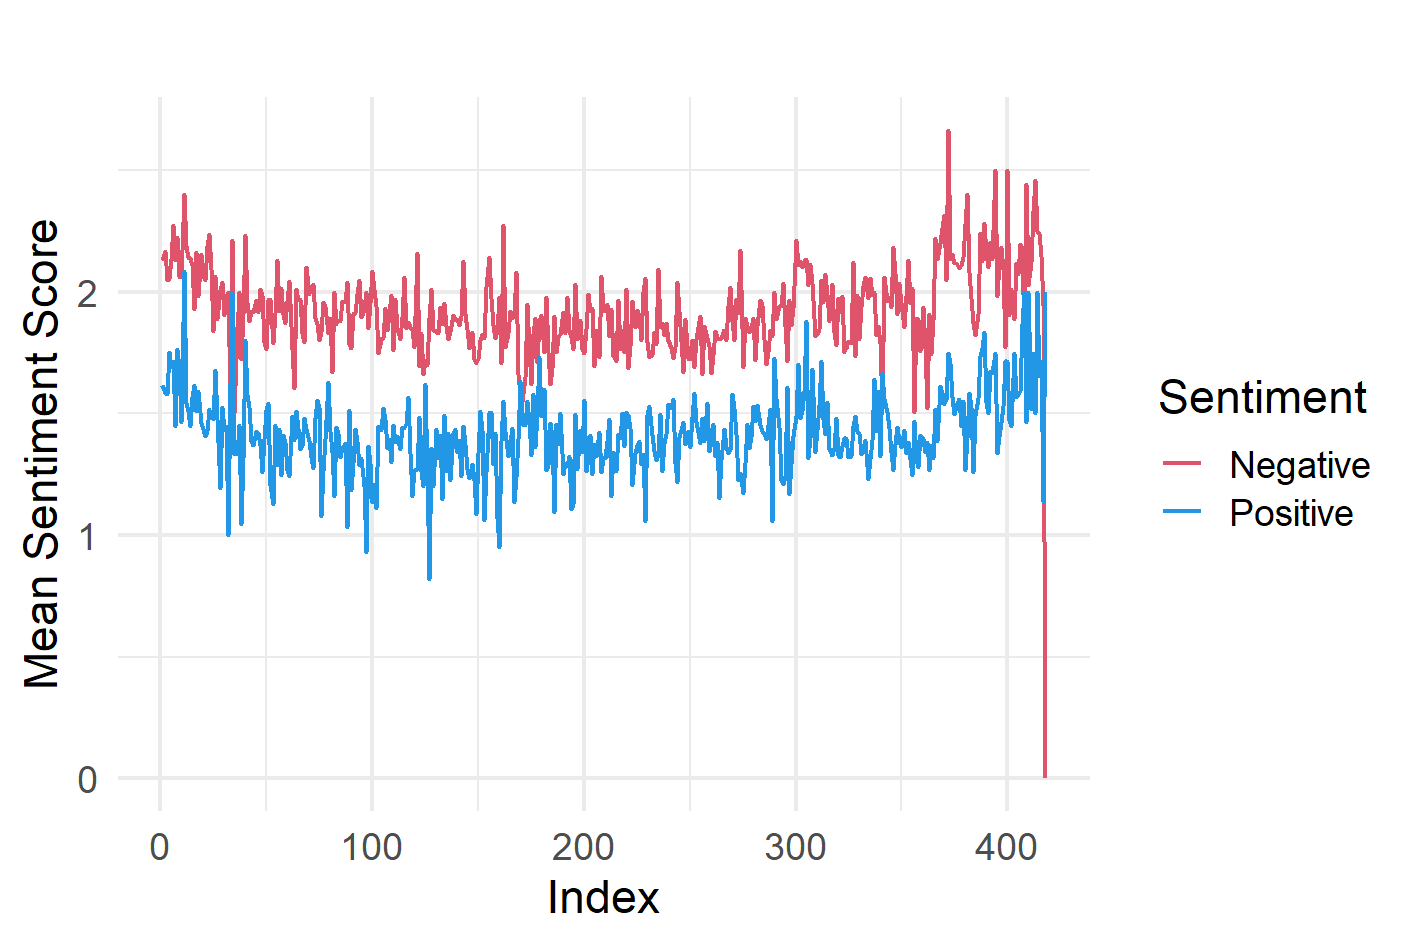 Mean Sentiment Score
2
1
0
0 100 200 300 400
Index
Sentiment
Negative
Positive